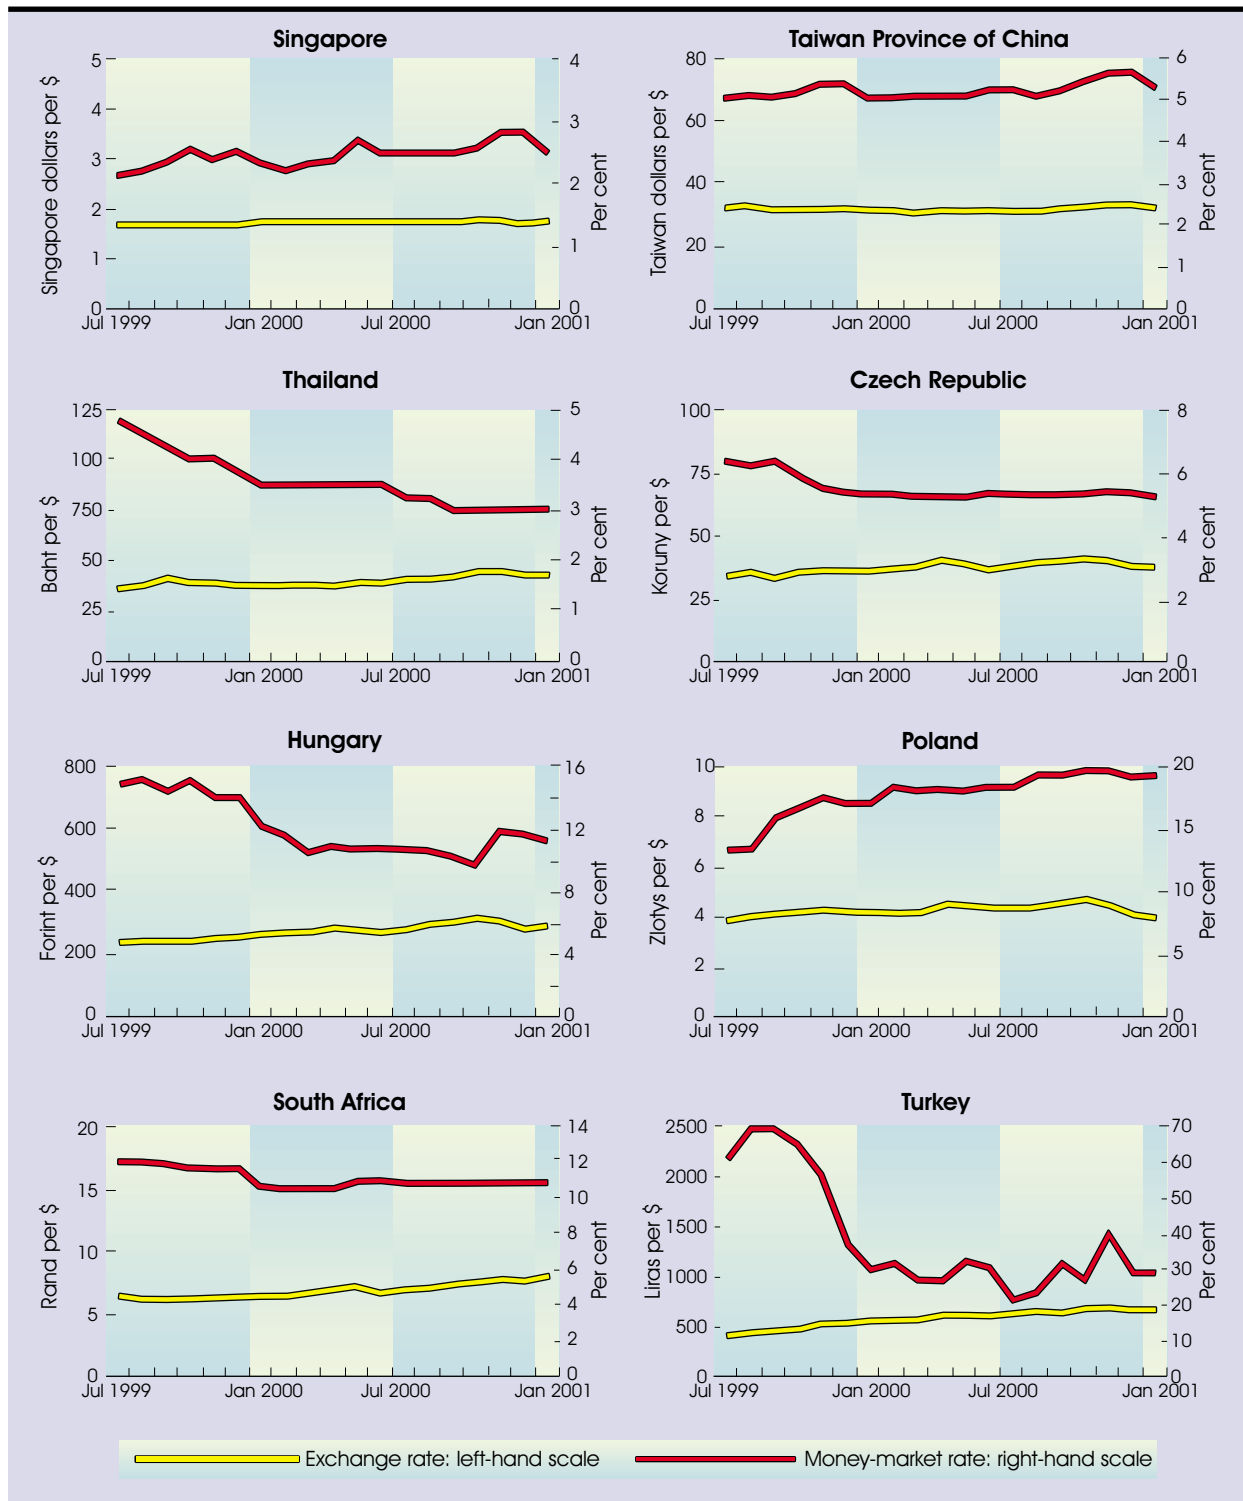 Singapore
Singapore dollars per $
5
4
3
2
1
0
4
3
2
1
0
Per cent
Jul 1999 Jan 2000 Jul 2000 Jan 2001
Taiwan Province of China
Taiwan dollars per $
80
60
40
20
0
6
5
4
3
2
1
0
Per cent
Jul 1999 Jan 2000 Jul 2000 Jan 2001
Thailand
Baht per $
125
100
750
50
25
0
5
4
3
2
1
0
Per cent
Jul 1999 Jan 2000 Jul 2000 Jan 2001
Czech Republic
Koruny per $
100
75
50
25
0
8
6
4
2
0
Per cent
Jul 1999 Jan 2000 Jul 2000 Jan 2001
Hungary
Forint per $
800
600
400
200
0
16
12
8
4
0
Per cent
Jul 1999 Jan 2000 Jul 2000 Jan 2001
Poland
Zlotys per $
10
8
6
4
2
0
20
15
10
5
0
Per cent
Jul 1999 Jan 2000 Jul 2000 Jan 2001
South Africa
Rand per $
20
15
10
5
0
14
12
10
8
6
4
2
0
Per cent
Jul 1999 Jan 2000 Jul 2000 Jan 2001
Turkey
Liras per $
2500
2000
1500
1000
500
0
70
60
50
40
30
20
10
0
Per cent
Jul 1999 Jan 2000 Jul 2000 Jan 2001
Exchange rate: left-hand scale Money-market rate: right-hand scale